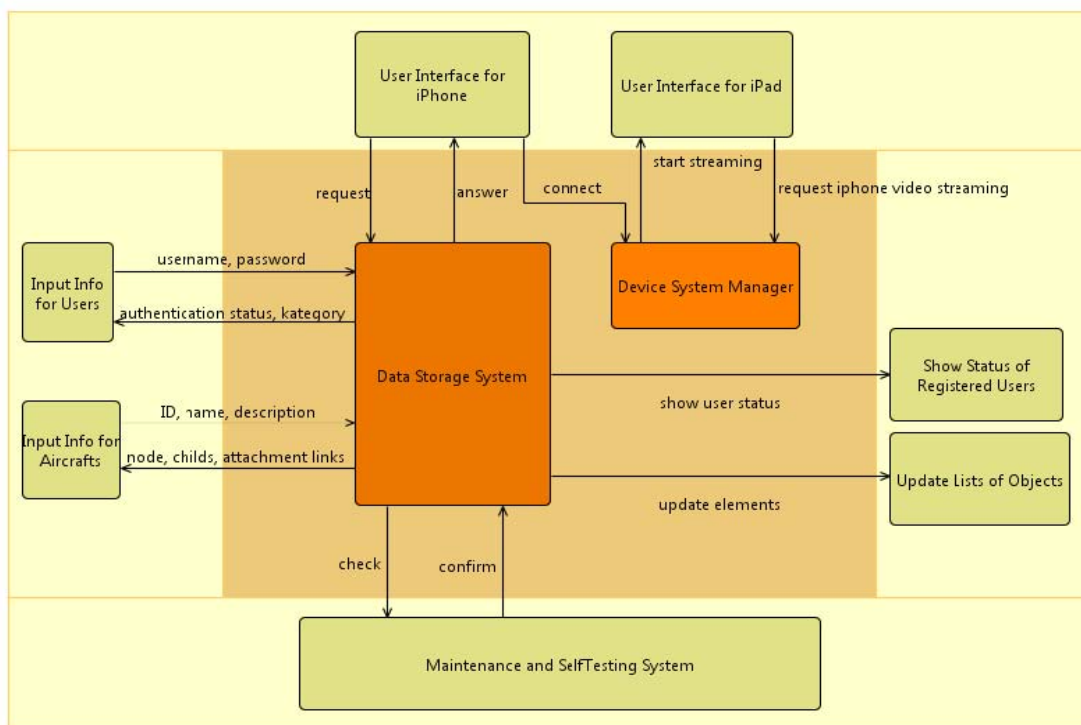 User Interface for
iPhone
User Interface for iPad
request
answer
connect
start streaming
request iphone video streaming
Input Info
for Users
username, password
authentication status, kategory
Data Storage System
Device System Manager
Input Info for
Aircrafts
ID, name, description
node, childs, attachment links
show user status
Show Status of
Registered Users
update elements
Update Lists of Objects
check
confirm
Maintenance and SelfTesting System